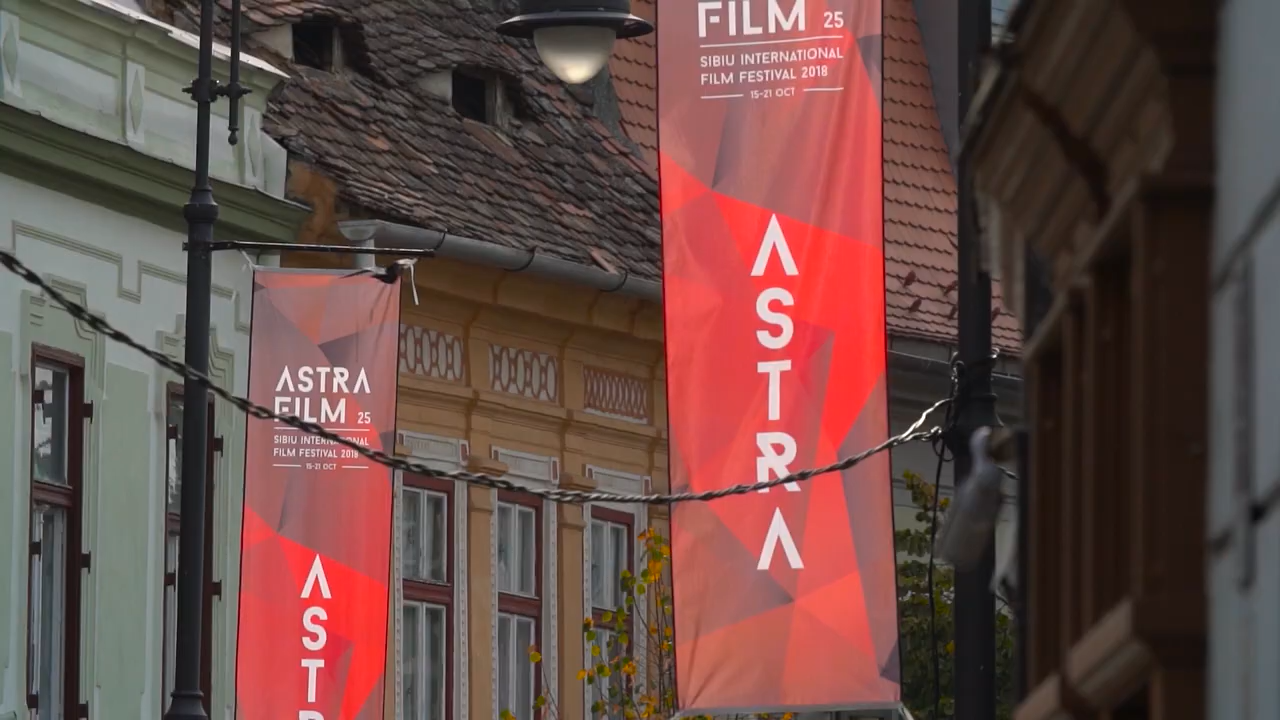 ASTRA
FILM 25
SIBIU INTERNATIONAL
FILM FESTIVAL 2018
15-21 OCT
ASTR
FILM 25
SIBIU INTERNATIONAL
FILM FESTIVAL 2018
15-21 OCT
ASTRA